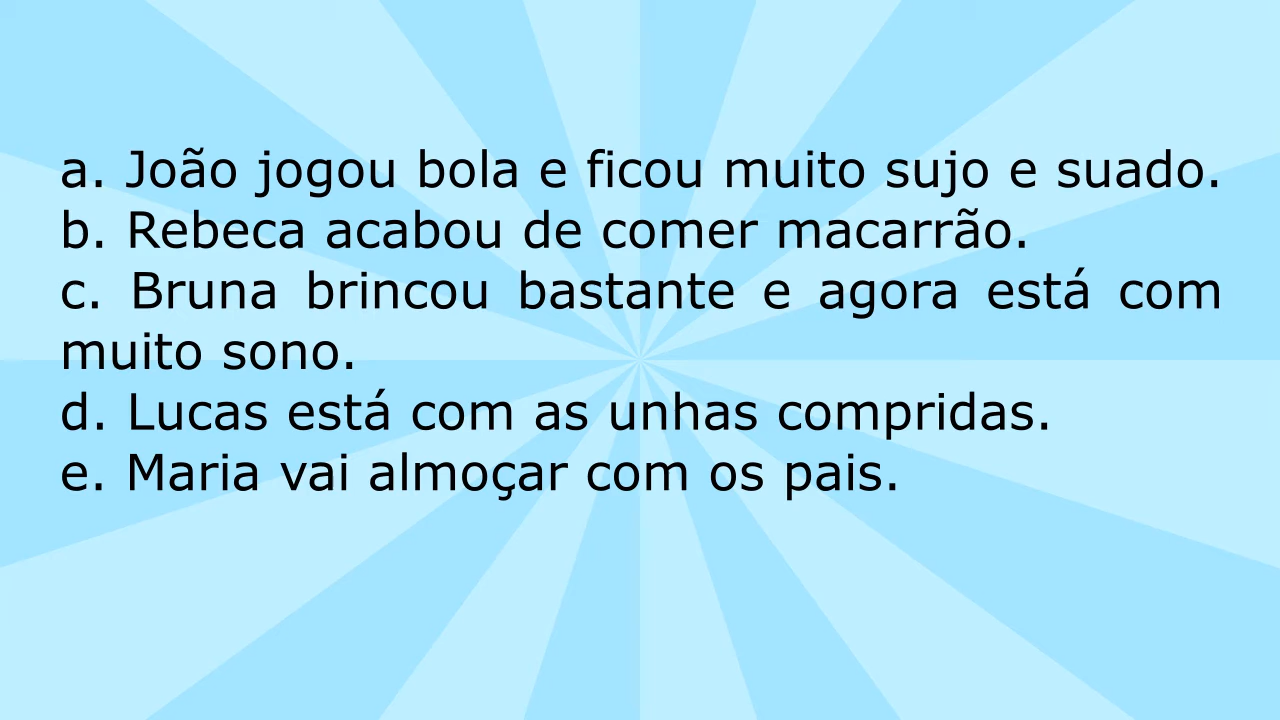 a. João jogou bola e ficou muito sujo e suado.
b. Rebeca acabou de comer macarrão.
c. Bruna brincou bastante e agora está com
muito sono.
d. Lucas está com as unhas compridas.
e. Maria vai almoçar com os pais.